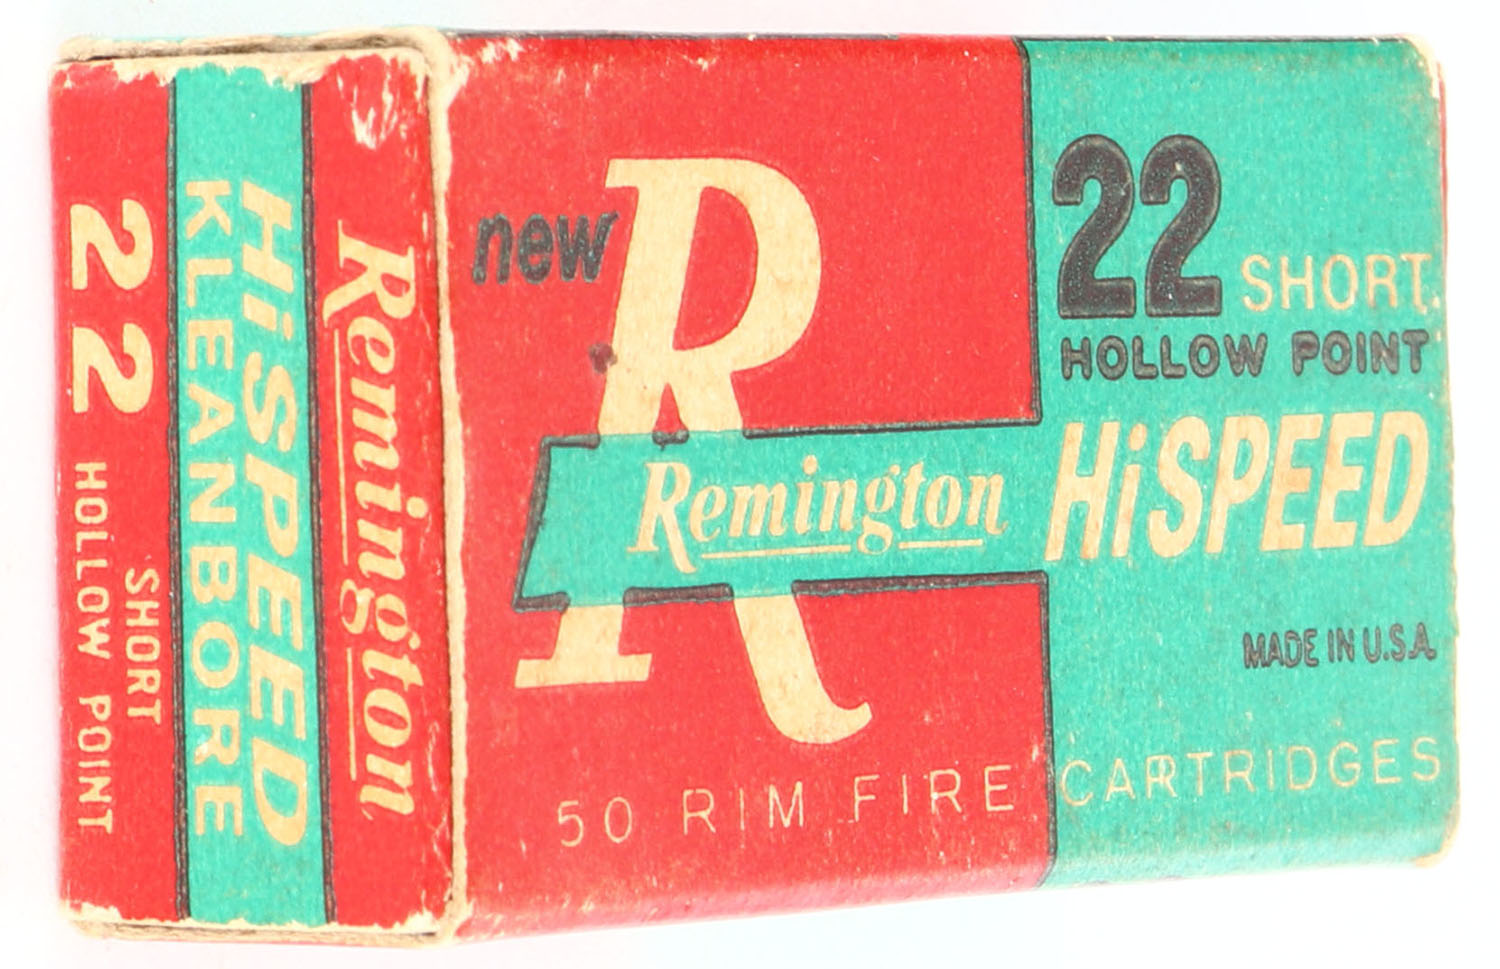 new
R
Remington
22 SHORT
HOLLOW POINT
HiSPEED
MADE IN U.S.A.
50 RIM FIRE CARTRIDGES
Remington
HiSPEED
KLEANBORE
22 SHORT
HOLLOW POINT